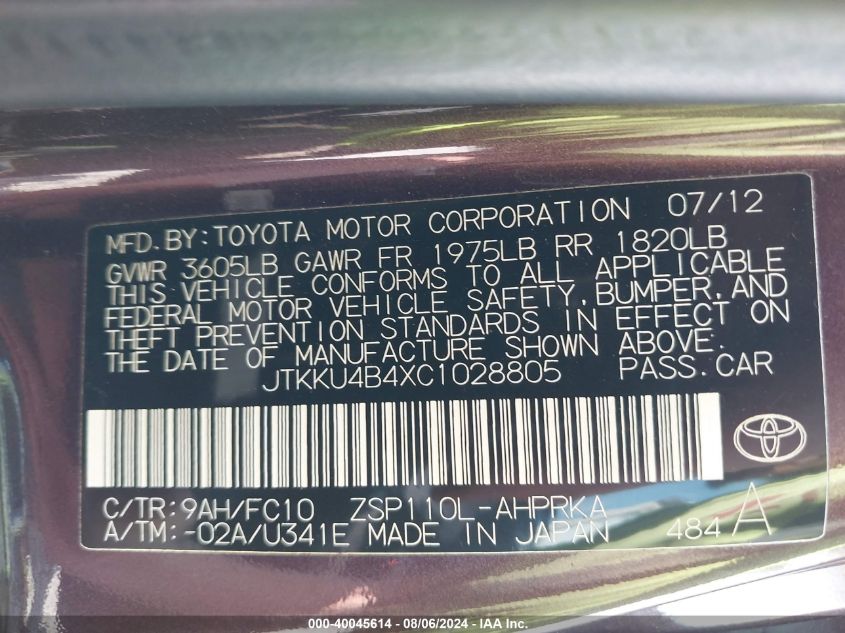 MFD. BY: TOYOTA MOTOR CORPORATION 07/12
GVWR 3605LB GAWR FR 1975LB RR 1820LB
THIS VEHICLE CONFORMS TO ALL APPLICABLE
FEDERAL MOTOR VEHICLE SAFETY, BUMPER, AND
THEFT PREVENTION STANDARDS IN EFFECT ON
THE DATE OF MANUFACTURE SHOWN ABOVE.
JTKKU4B4XC1028805 PASS. CAR
C/TR: 9AH/FC10 ZSP110L-AHPRKA
A/TM: -02A/U341E MADE IN JAPAN 484 A
000-40045614 - 08/06/2024 - IAAI Inc.